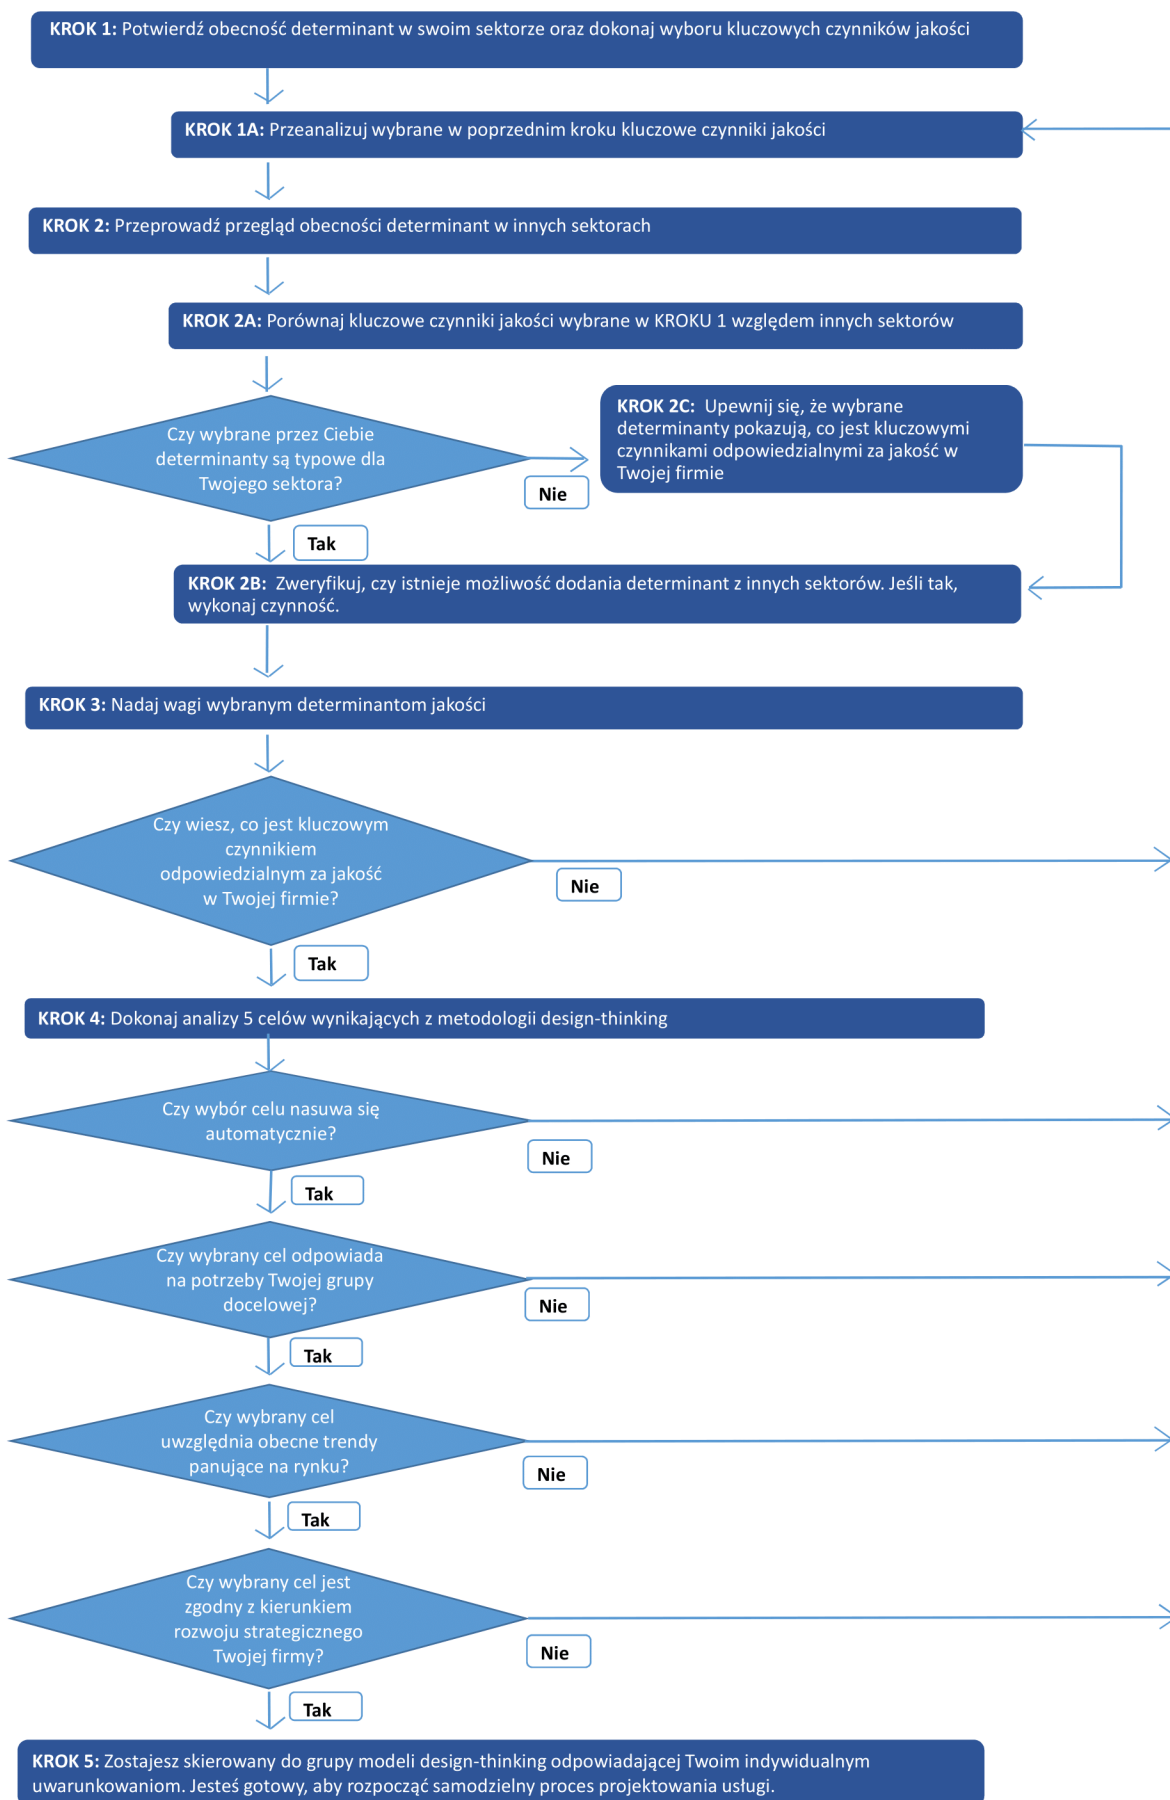 KROK 1: Potwierdź obecność determinant w swoim sektorze oraz dokonaj wyboru kluczowych czynników jakości
KROK 1A: Przeanalizuj wybrane w poprzednim kroku kluczowe czynniki jakości
KROK 2: Przeprowadź przegląd obecności determinant w innych sektorach
KROK 2A: Porównaj kluczowe czynniki jakości wybrane w KROKU 1 względem innych sektorów
Czy wybrane przez Ciebie
determinanty są typowe dla
Twojego sektora?
Nie
KROK 2C: Upewnij się, że wybrane
determinanty pokazują, co jest kluczowymi
czynnikami odpowiedzialnymi za jakość w
Twojej firmie
Tak
KROK 2B: Zweryfikuj, czy istnieje możliwość dodania determinant z innych sektorów. Jeśli tak,
wykonaj czynność.
KROK 3: Nadaj wagi wybranym determinantom jakości
Czy wiesz, co jest kluczowym
czynnikiem
odpowiedzialnym za jakość
w Twojej firmie?
Nie
Tak
KROK 4: Dokonaj analizy 5 celów wynikających z metodologii design-thinking
Czy wybór celu nasuwa się
automatycznie?
Nie
Tak
Czy wybrany cel odpowiada
na potrzeby Twojej grupy
docelowej?
Nie
Tak
Czy wybrany cel
uwzględnia obecne trendy
panujące na rynku?
Nie
Tak
Czy wybrany cel jest
zgodny z kierunkiem
rozwoju strategicznego
Twojej firmy?
Nie
Tak
KROK 5: Zostajesz skierowany do grupy modeli design-thinking odpowiadającej Twoim indywidualnym
uwarunkowaniom. Jesteś gotowy, aby rozpocząć samodzielny proces projektowania usługi.